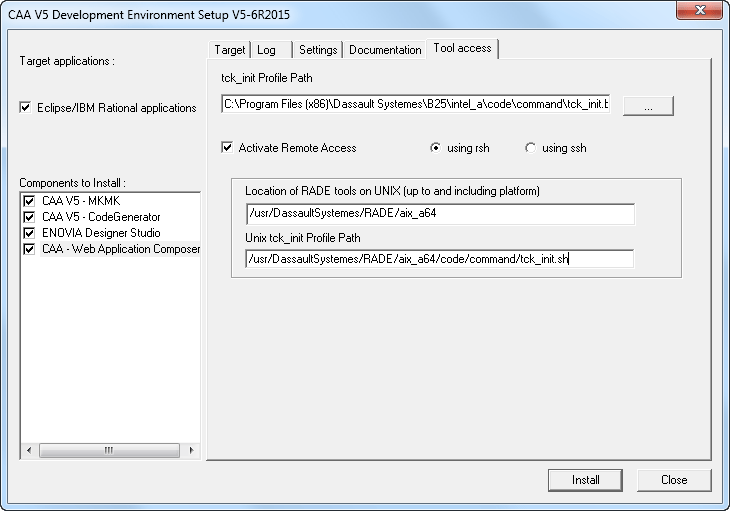 CAA V5 Development Environment Setup V5-6R2015
Target applications :
Eclipse/IBM Rational applications
Components to Install :
CAA V5 - MKMK
CAA V5 - CodeGenerator
ENOVIA Designer Studio
CAA - Web Application Composer
Target Log Settings Documentation Tool access
tck_init Profile Path
C:\Program Files (x86)\Dassault Systemes\B25\intel_a\code\command\tck_init.b
...
Activate Remote Access using rsh using ssh
Location of RADE tools on UNIX (up to and including platform)
/usr/DassaultSystemes/RADE/aix_a64
Unix tck_init Profile Path
/usr/DassaultSystemes/RADE/aix_a64/code/command/tck_init.sh
Install Close